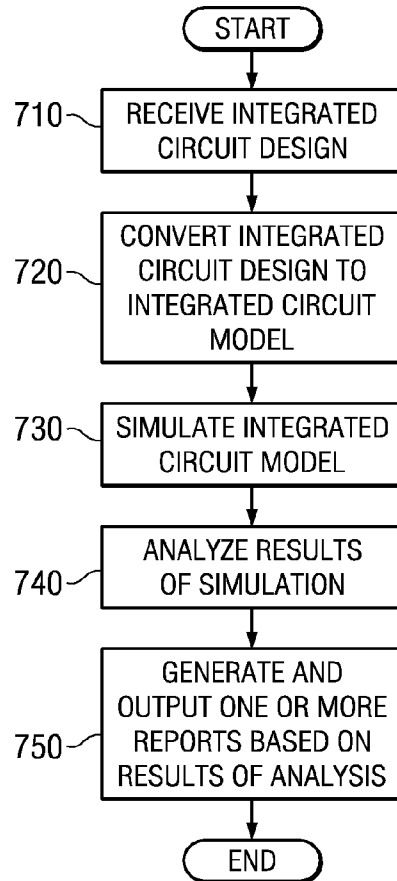 START
710
RECEIVE INTEGRATED
CIRCUIT DESIGN
720
CONVERT INTEGRATED
CIRCUIT DESIGN TO
INTEGRATED CIRCUIT
MODEL
730
SIMULATE INTEGRATED
CIRCUIT MODEL
740
ANALYZE RESULTS
OF SIMULATION
750
GENERATE AND
OUTPUT ONE OR MORE
REPORTS BASED ON
RESULTS OF ANALYSIS
END